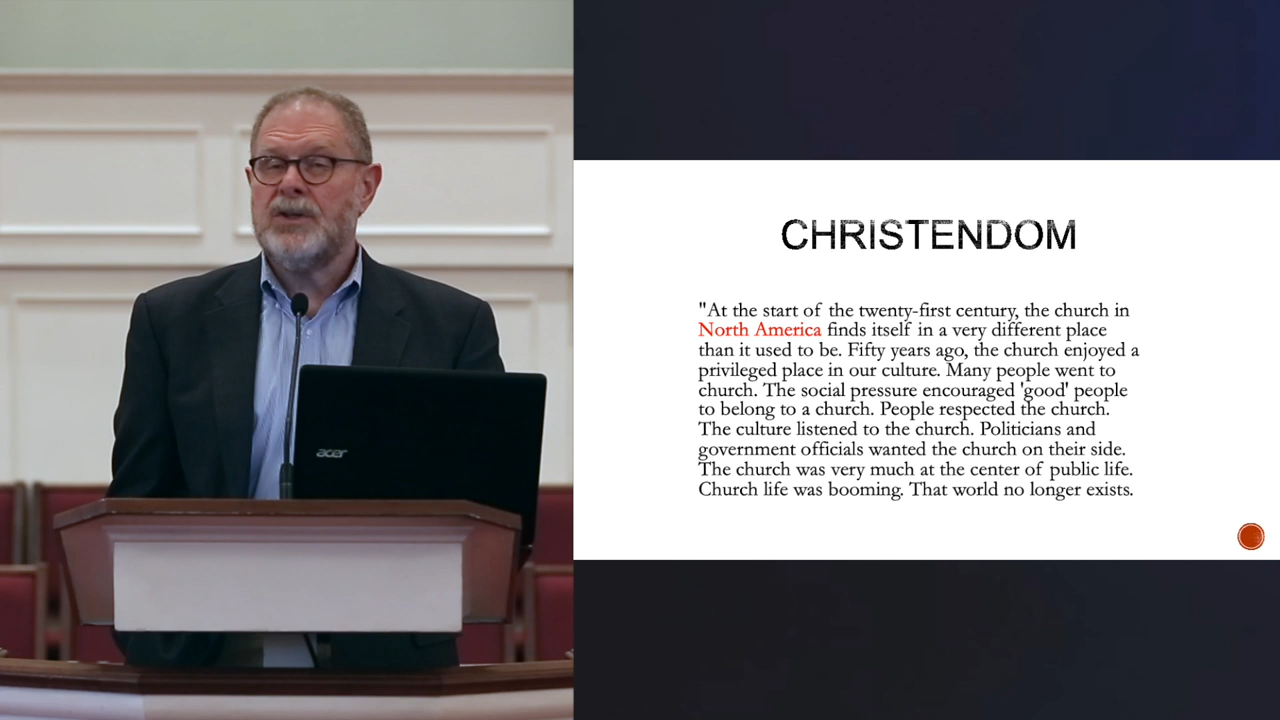 acer
CHRISTENDOM
"At the start of the twenty-first century, the church in
North America finds itself in a very different place
than it used to be. Fifty years ago, the church enjoyed a
privileged place in our culture. Many people went to
church. The social pressure encouraged 'good' people
to belong to a church. People respected the church.
The culture listened to the church. Politicians and
government officials wanted the church on their side.
The church was very much at the center of public life.
Church life was booming. That world no longer exists.